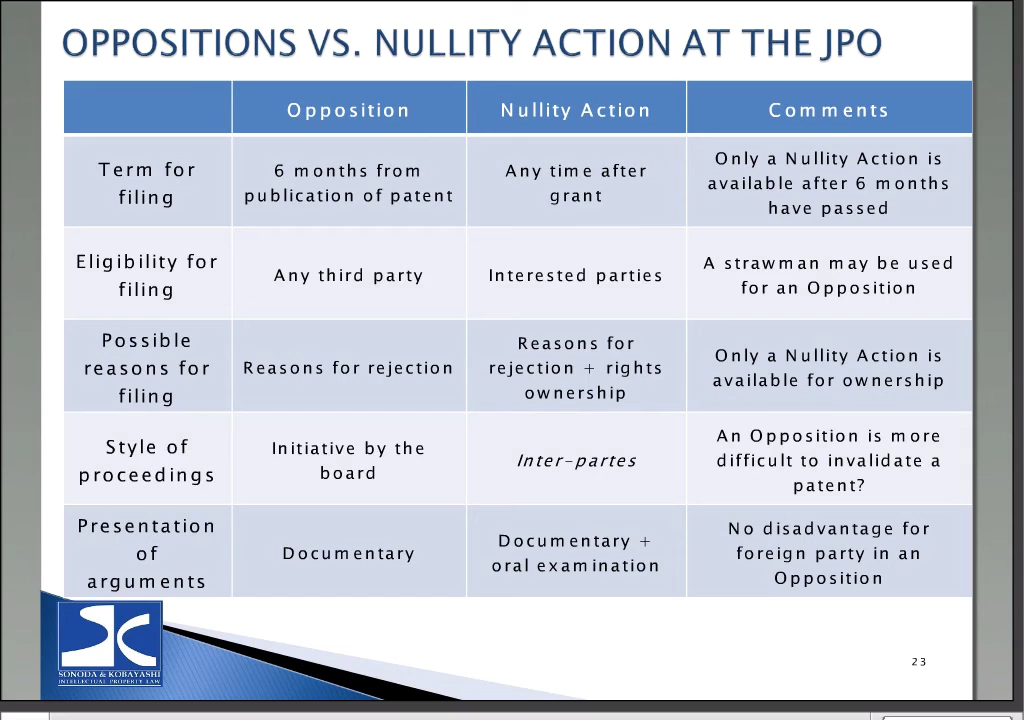 OPPOSITIONS VS. NULLITY ACTION AT THE JPO
Opposition
Nullity Action
Comments
Term for
filing
6 months from
publication of patent
Any time after
grant
Only a Nullity Action is
available after 6 months
have passed
Eligibility for
filing
Any third party
Interested parties
A strawman may be used
for an Opposition
Possible
reasons for
filing
Reasons for rejection
Reasons for
rejection + rights
ownership
Only a Nullity Action is
available for ownership
Style of
proceedings
Initiative by the
board
Inter-partes
An Opposition is more
difficult to invalidate a
patent?
Presentation
of
arguments
Documentary
Documentary +
oral examination
No disadvantage for
foreign party in an
Opposition
SONODA & KOBAYASHI
INTELLECTUAL PROPERTY LAW
23